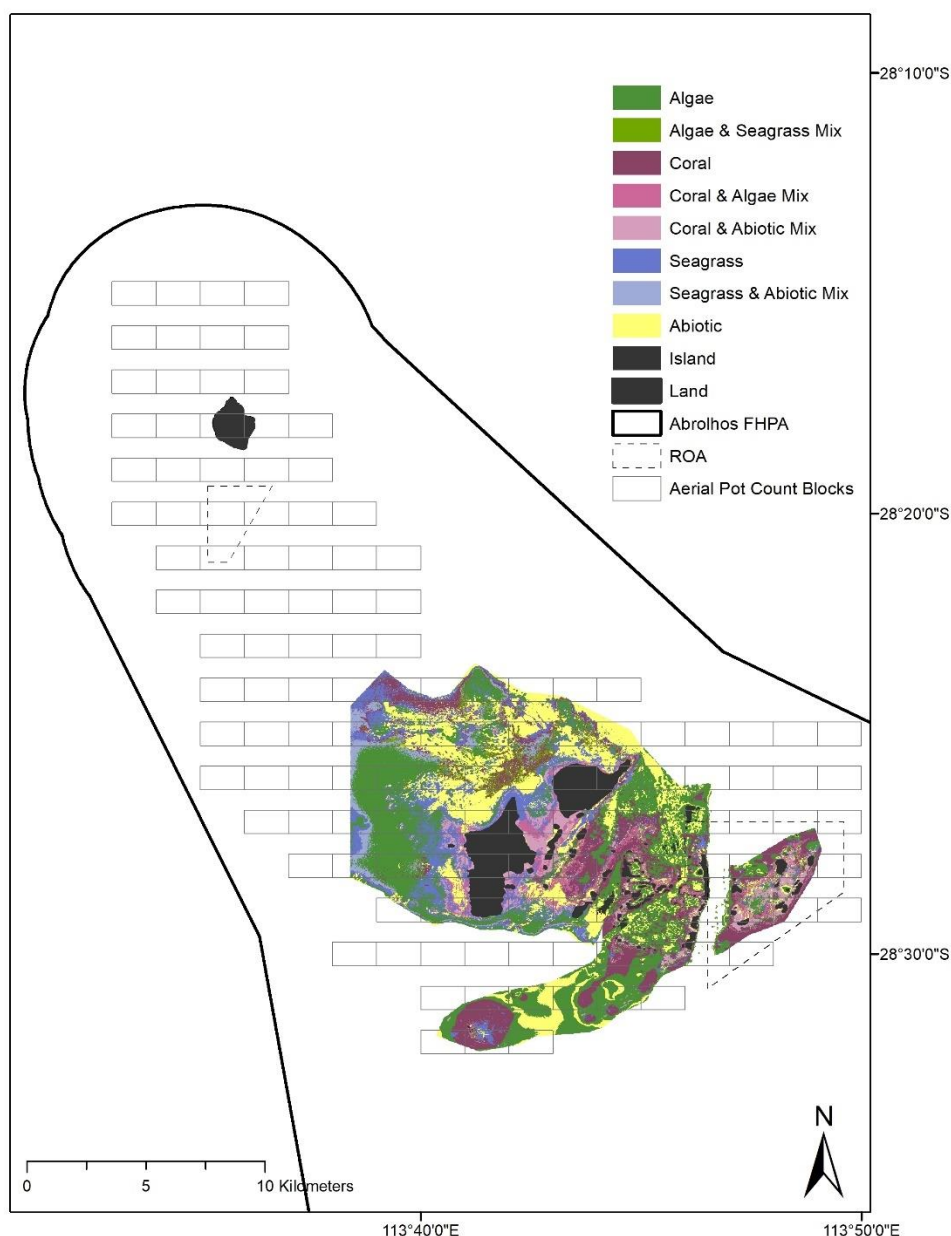 28°10'0"S
Algae
Algae & Seagrass Mix
Coral
Coral & Algae Mix
Coral & Abiotic Mix
Seagrass
Seagrass & Abiotic Mix
Abiotic
Island
Land
Abrolhos FHPA
ROA
Aerial Pot Count Blocks
28°20'0"S
28°30'0"S
N
0 5 10 Kilometers
113°40'0"E 113°50'0"E